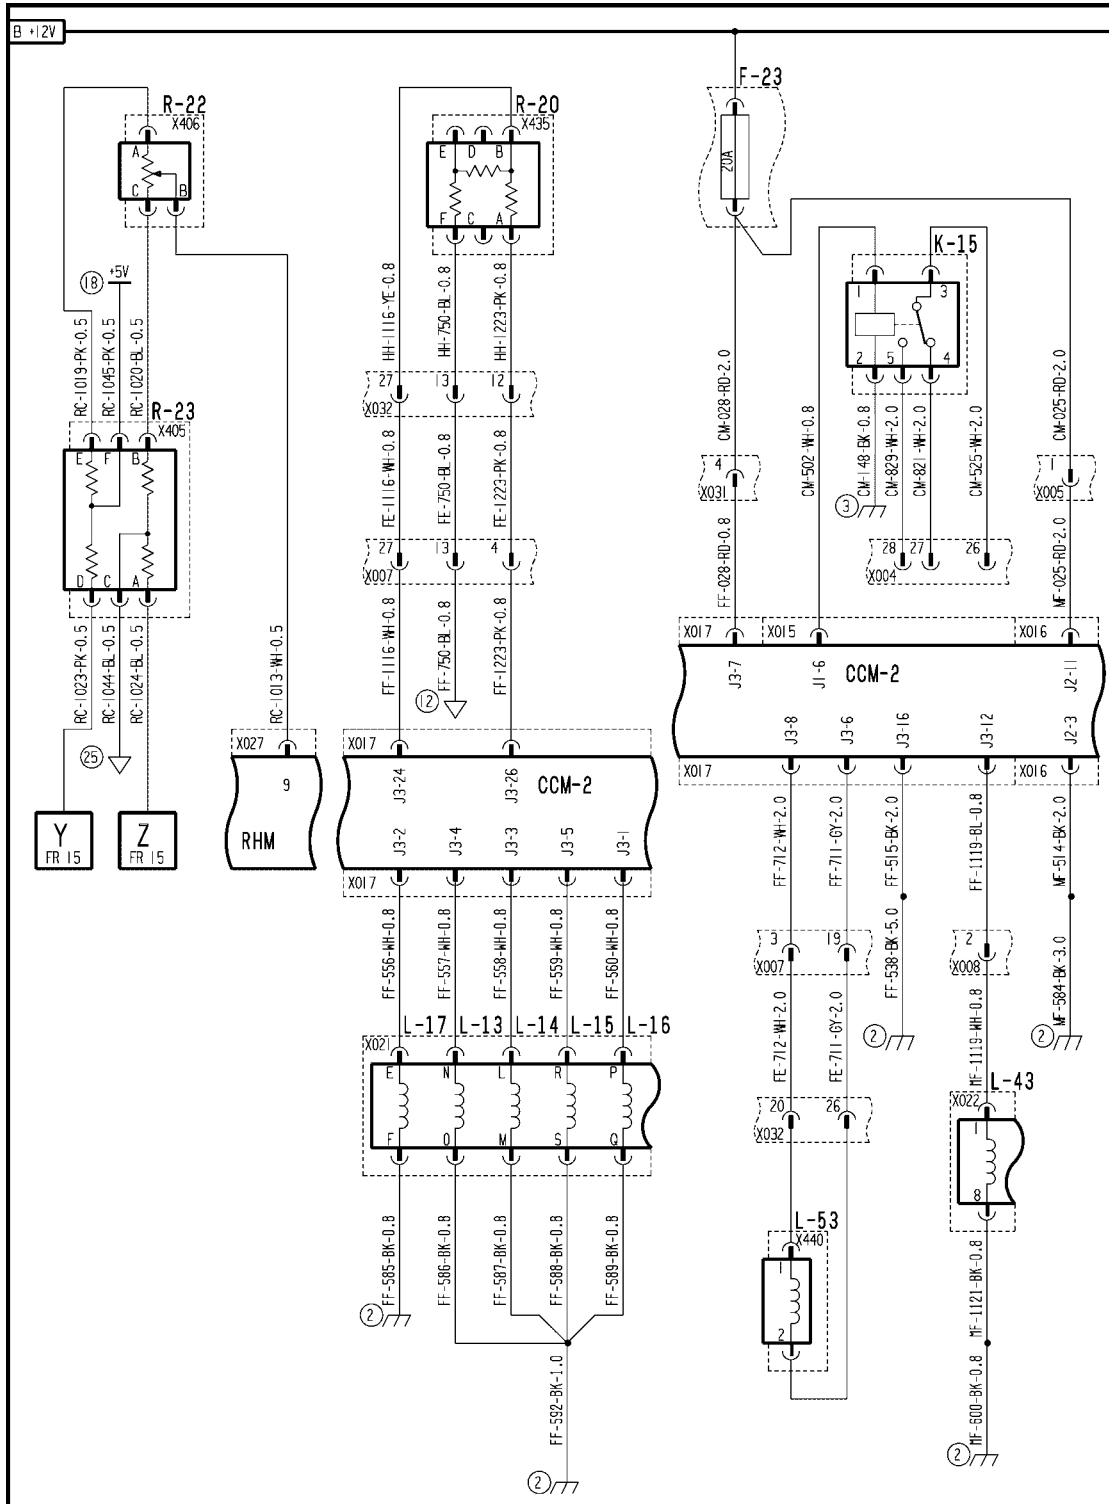 B +12V
F-23
20A
R-22
X406
A
C
B
R-20
X435
E D B
F C A
K-15
1
3
2
5
4
18
+5V
RC-1019-PK-0.5
RC-1045-PK-0.5
RC-1020-BL-0.5
HH-1116-YE-0.8
HH-750-BL-0.8
HH-1223-PK-0.8
CM-028-RD-2.0
CM-502-WH-0.8
CM-148-BK-0.8
CM-829-WH-2.0
CM-821-WH-2.0
CM-525-WH-2.0
CM-025-RD-2.0
27 13 12
X032
R-23
X405
E F B
D C A
4
X031
1
X005
3
FE-1116-WH-0.8
FE-750-BL-0.8
FE-1223-PK-0.8
27 13 4
X007
28 27 26
X004
FF-028-RD-0.8
MF-025-RD-2.0
RC-1023-PK-0.5
RC-1044-BL-0.5
RC-1024-BL-0.5
RC-1013-WH-0.5
FF-1116-WH-0.8
FF-750-BL-0.8
FF-1223-PK-0.8
12
25
X017 X015 X016
J3-7
J1-6
CCM-2
J2-11
J3-8
J3-6
J3-16
J3-12
J2-3
X017
X016
X027
9
RHM
X017
J3-24
J3-26
CCM-2
J3-2
J3-4
J3-3
J3-5
J3-1
X017
Y
FR 15
Z
FR 15
FF-712-WH-2.0
FF-711-GY-2.0
FF-515-BK-2.0
FF-1119-BL-0.8
MF-514-BK-2.0
FF-556-WH-0.8
FF-557-WH-0.8
FF-558-WH-0.8
FF-559-WH-0.8
FF-560-WH-0.8
3 19
X007
2
X008
FF-538-BK-5.0
MF-584-BK-3.0
FE-712-WH-2.0
FE-711-GY-2.0
MF-1119-WH-0.8
2
2
L-17 L-13 L-14 L-15 L-16
X021
E N L R P
F O M S Q
20 26
X032
L-43
X022
1
8
FF-585-BK-0.8
FF-586-BK-0.8
FF-587-BK-0.8
FF-588-BK-0.8
FF-589-BK-0.8
2
L-53
X440
1
2
MF-1121-BK-0.8
FF-592-BK-1.0
MF-600-BK-0.8
2
2